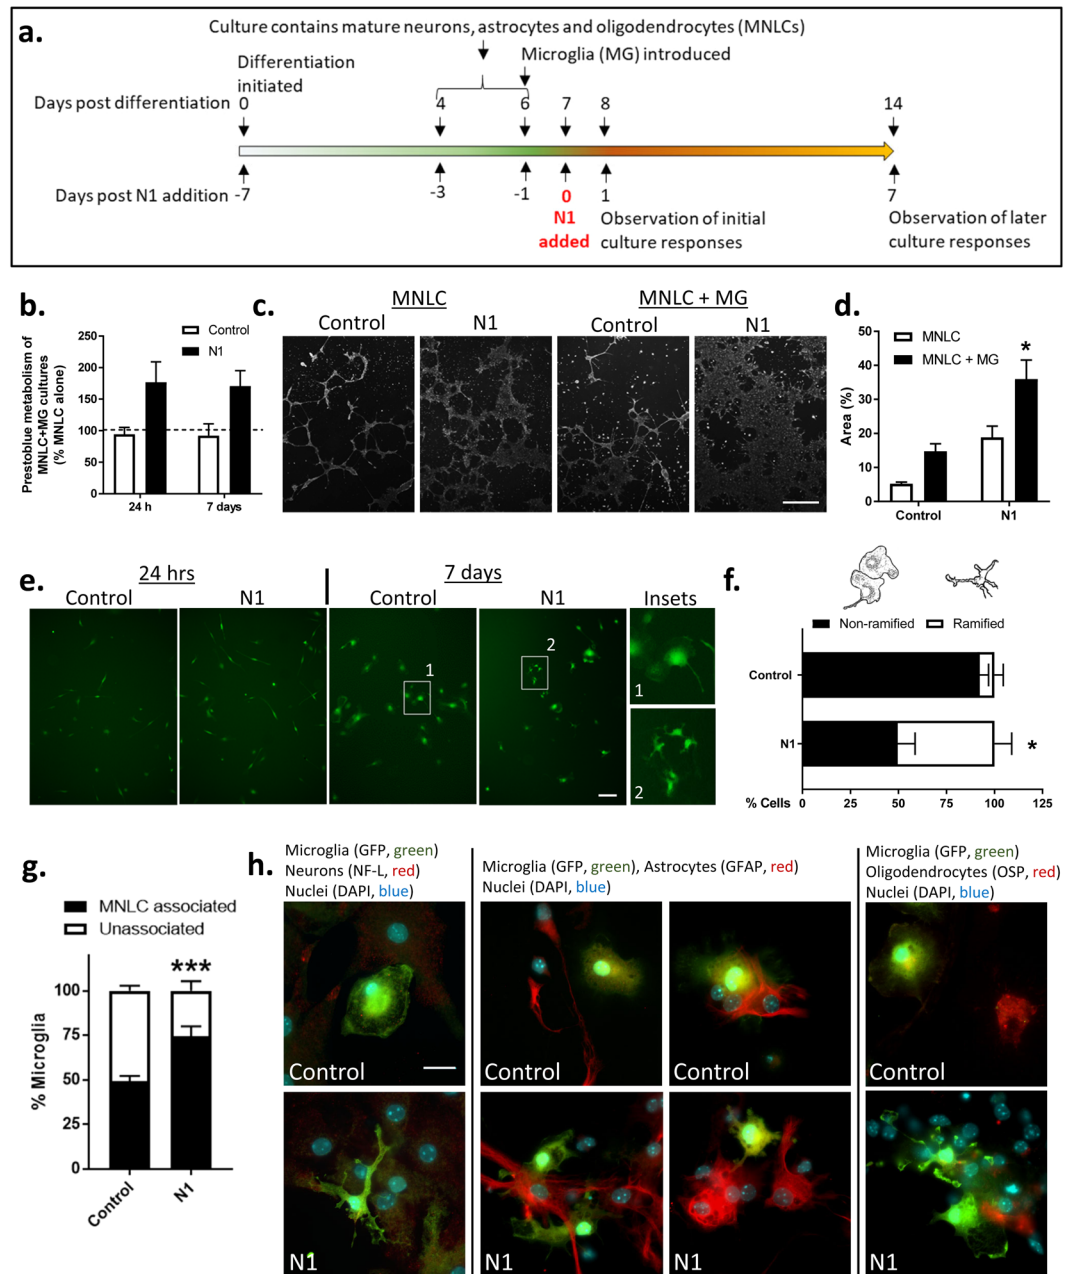 a.
Culture contains mature neurons, astrocytes and oligodendrocytes (MNLCs)
Microglia (MG) introduced
Differentiation
initiated
Days post differentiation 0 4 6 7 8 14
Days post N1 addition -7 -3 -1 0 1 7
N1
added
Observation of initial
culture responses
Observation of later
culture responses
b.
Prestoblue metabolism of
MNLC+MG cultures
(% MNLC alone)
250
200
150
100
50
0
Control
N1
24 h 7 days
c.
MNLC MNLC + MG
Control N1 Control N1
d.
Area (%)
50
40
30
20
10
0
MNLC
MNLC + MG
*
Control N1
e.
24 hrs 7 days
Control N1 Control N1 Insets
1
2
1
2
f.
Non-ramified Ramified
Control
N1
*
% Cells 0 25 50 75 100 125
g.
MNLC associated
Unassociated
***
% Microglia
100
75
50
25
0
Control N1
h.
Microglia (GFP, green)
Neurons (NF-L, red)
Nuclei (DAPI, blue)
Microglia (GFP, green), Astrocytes (GFAP, red)
Nuclei (DAPI, blue)
Microglia (GFP, green)
Oligodendrocytes (OSP, red)
Nuclei (DAPI, blue)
Control Control Control Control
N1 N1 N1 N1